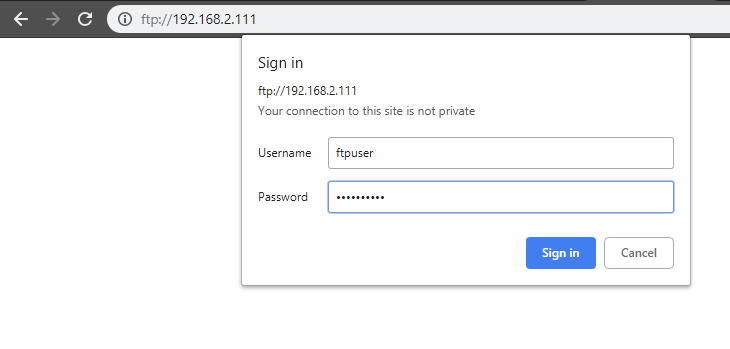 ftp://192.168.2.111
Sign in
ftp://192.168.2.111
Your connection to this site is not private
Username ftpuser
Password ••••••••••
Sign in Cancel